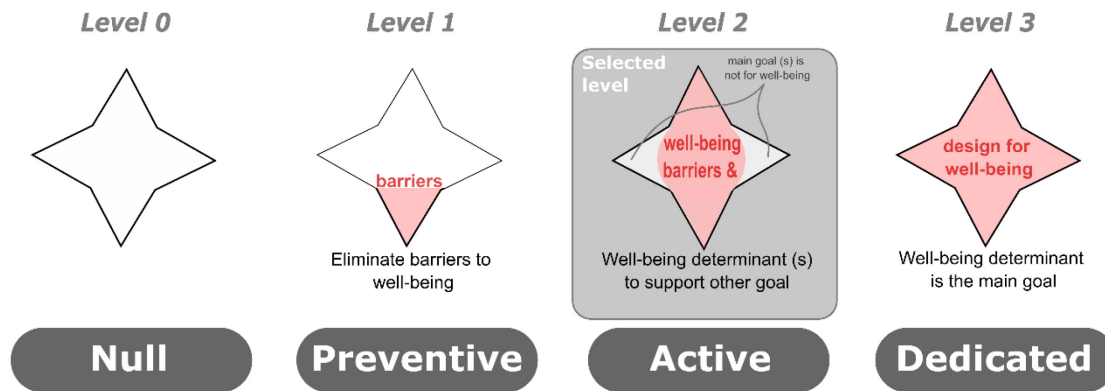 Level 0
Level 1
Level 2
Level 3
Selected
level
main goal (s) is
not for well-being
barriers
well-being
barriers &
design for
well-being
Eliminate barriers to
well-being
Well-being determinant (s)
to support other goal
Well-being determinant
is the main goal
Null
Preventive
Active
Dedicated